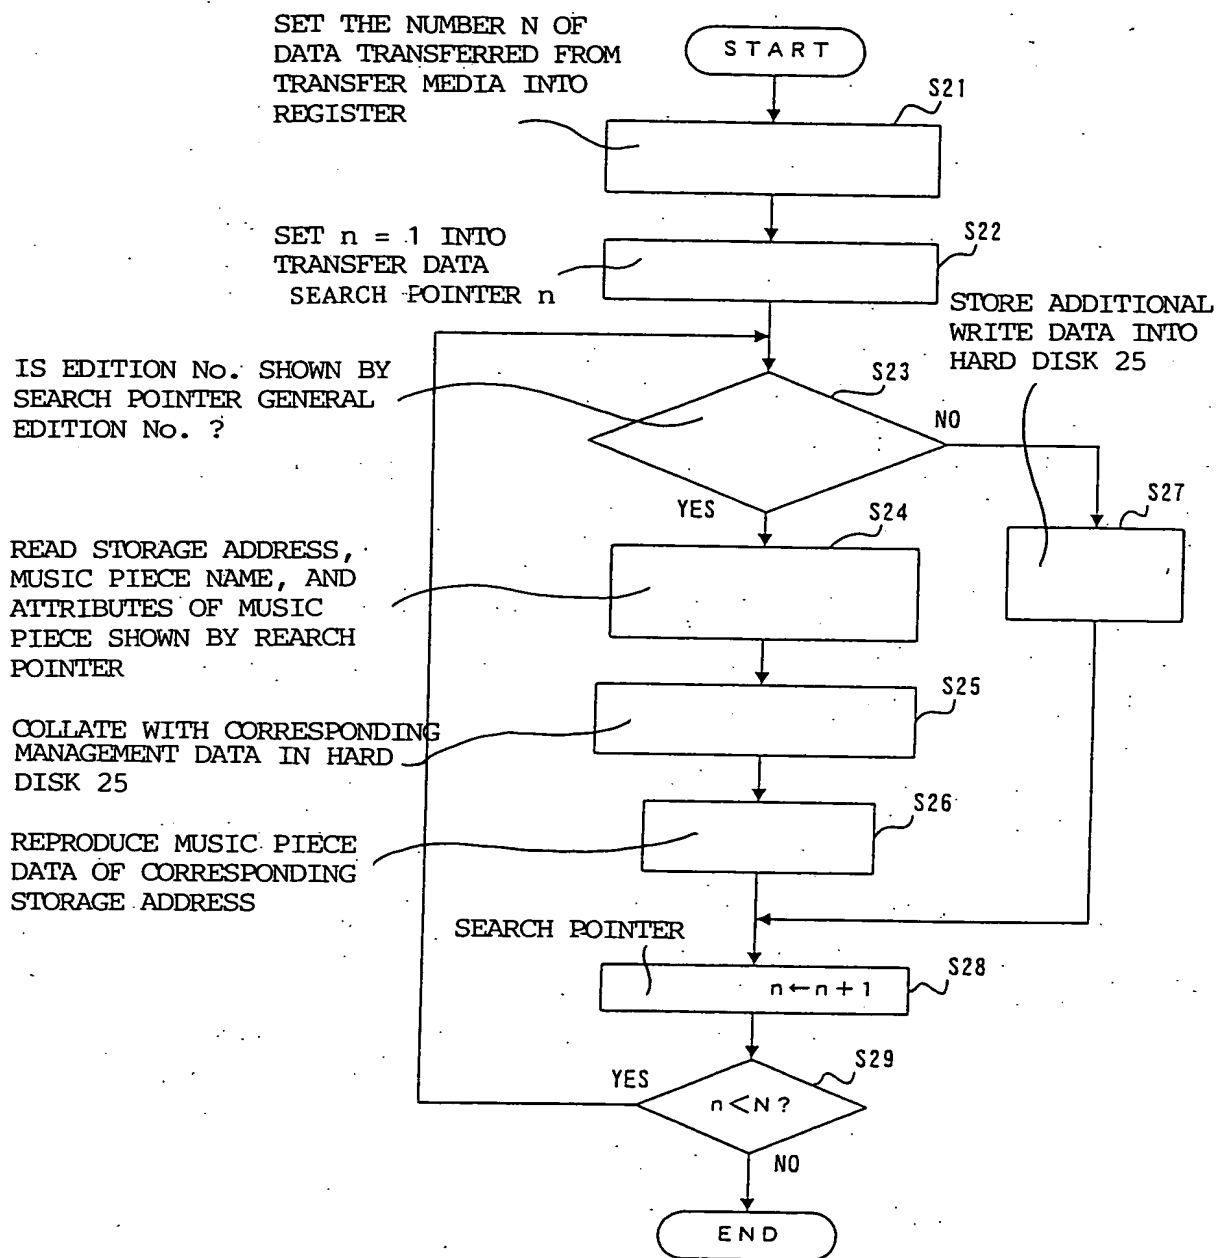 SET THE NUMBER N OF
DATA TRANSFERRED FROM
TRANSFER MEDIA INTO
REGISTER
START
S21
SET n = 1 INTO
TRANSFER DATA
SEARCH POINTER n
S22
STORE ADDITIONAL
WRITE DATA INTO
HARD DISK 25
IS EDITION No. SHOWN BY
SEARCH POINTER GENERAL
EDITION No. ?
S23
NO
YES
S27
S24
READ STORAGE ADDRESS,
MUSIC PIECE NAME, AND
ATTRIBUTES OF MUSIC
PIECE SHOWN BY REARCH
POINTER
S25
COLLATE WITH CORRESPONDING
MANAGEMENT DATA IN HARD
DISK 25
S26
REPRODUCE MUSIC PIECE
DATA OF CORRESPONDING
STORAGE ADDRESS
SEARCH POINTER
n←n+1
S28
YES
S29
n<N?
NO
END